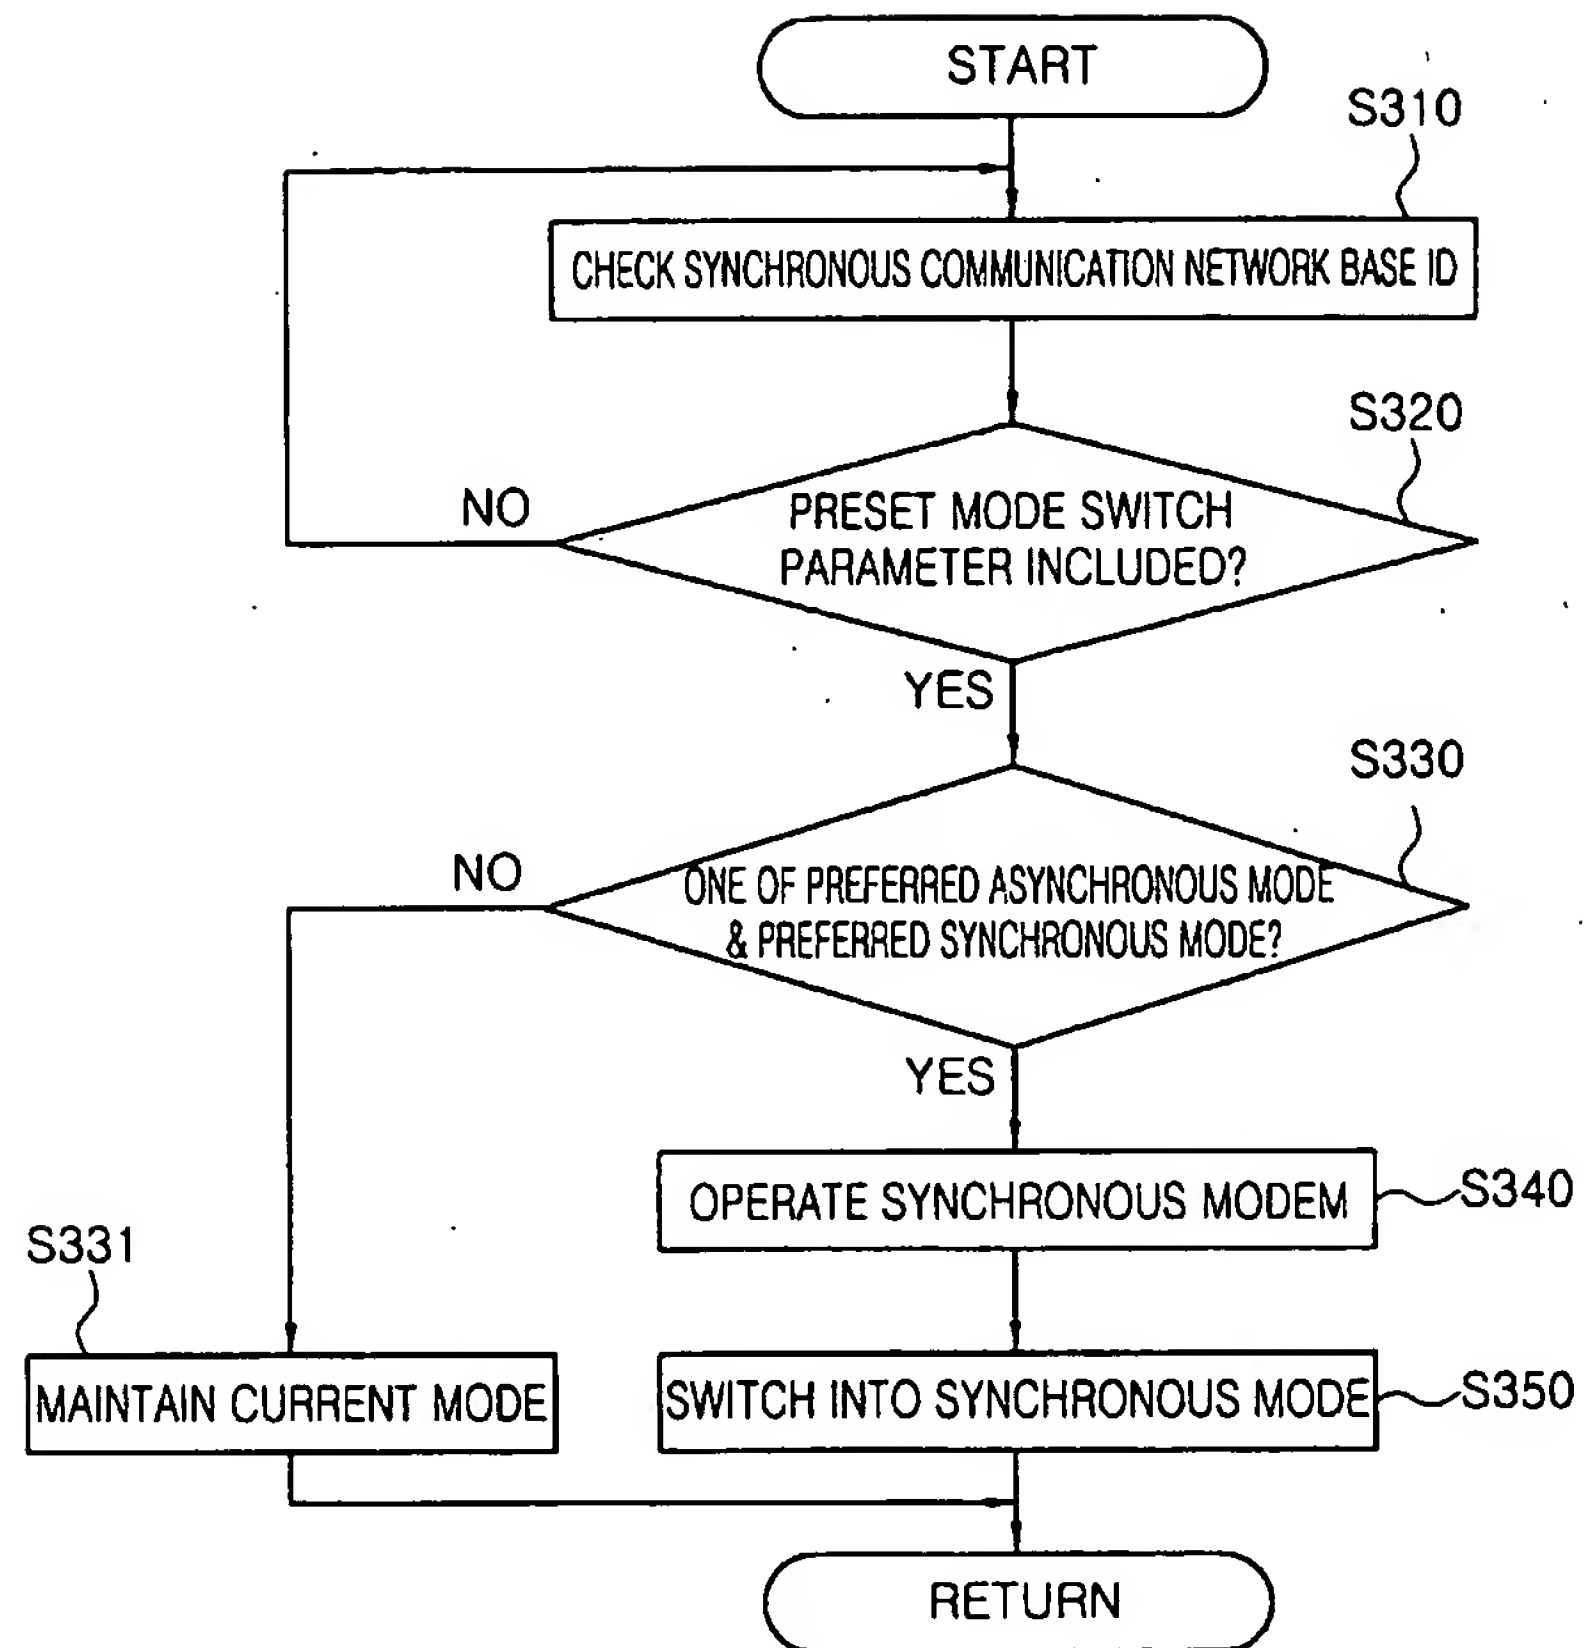 START
S310
CHECK SYNCHRONOUS COMMUNICATION NETWORK BASE ID
S320
NO
PRESET MODE SWITCH
PARAMETER INCLUDED?
YES
S330
NO
ONE OF PREFERRED ASYNCHRONOUS MODE
& PREFERRED SYNCHRONOUS MODE?
YES
OPERATE SYNCHRONOUS MODEM
S340
S331
MAINTAIN CURRENT MODE
SWITCH INTO SYNCHRONOUS MODE
S350
RETURN